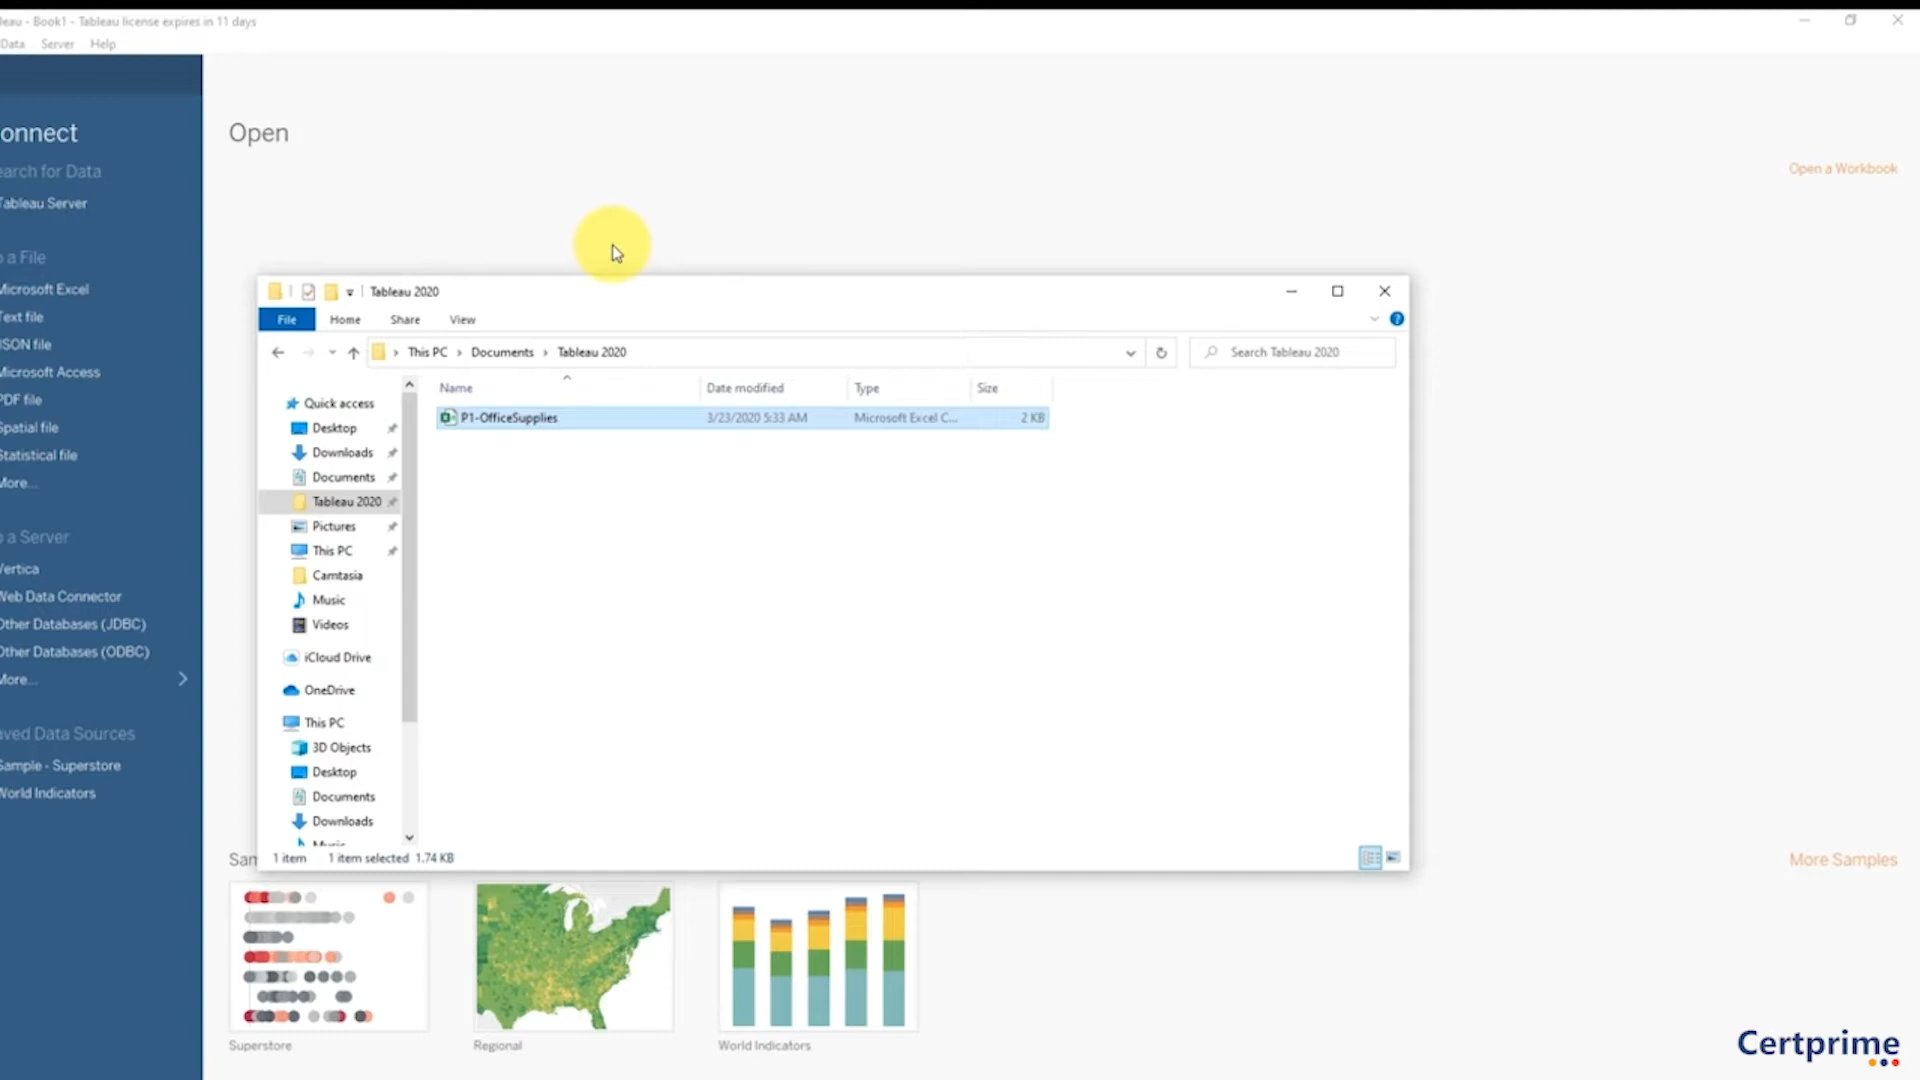 leau - Book1 - Tableau license expires in 11 days
Data Server Help
onnect
earch for Data
Tableau Server
o a File
Microsoft Excel
Text file
JSON file
Microsoft Access
PDF file
Spatial file
Statistical file
More...
o a Server
Vertica
Web Data Connector
Other Databases (JDBC)
Other Databases (ODBC)
More...
aved Data Sources
Sample - Superstore
World Indicators
Open
Open a Workbook
Tableau 2020
File Home Share View
This PC Documents Tableau 2020
Search Tableau 2020
Name Date modified Type Size
P1-OfficeSupplies 3/23/2020 5:33 AM Microsoft Excel C... 2 KB
Quick access
Desktop
Downloads
Documents
Tableau 2020
Pictures
This PC
Camtasia
Music
Videos
iCloud Drive
OneDrive
This PC
3D Objects
Desktop
Documents
Downloads
Music
1 item 1 item selected 1.74 KB
Sam
More Samples
Superstore
Regional
World Indicators
Certprime